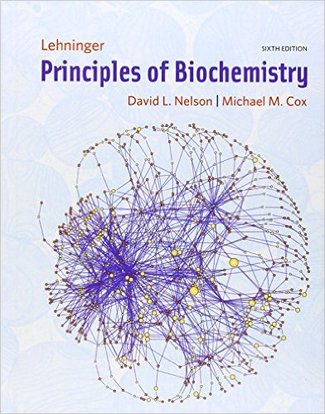 Lehninger
SIXTH EDITION
Principles of Biochemistry
David L. Nelson | Michael M. Cox